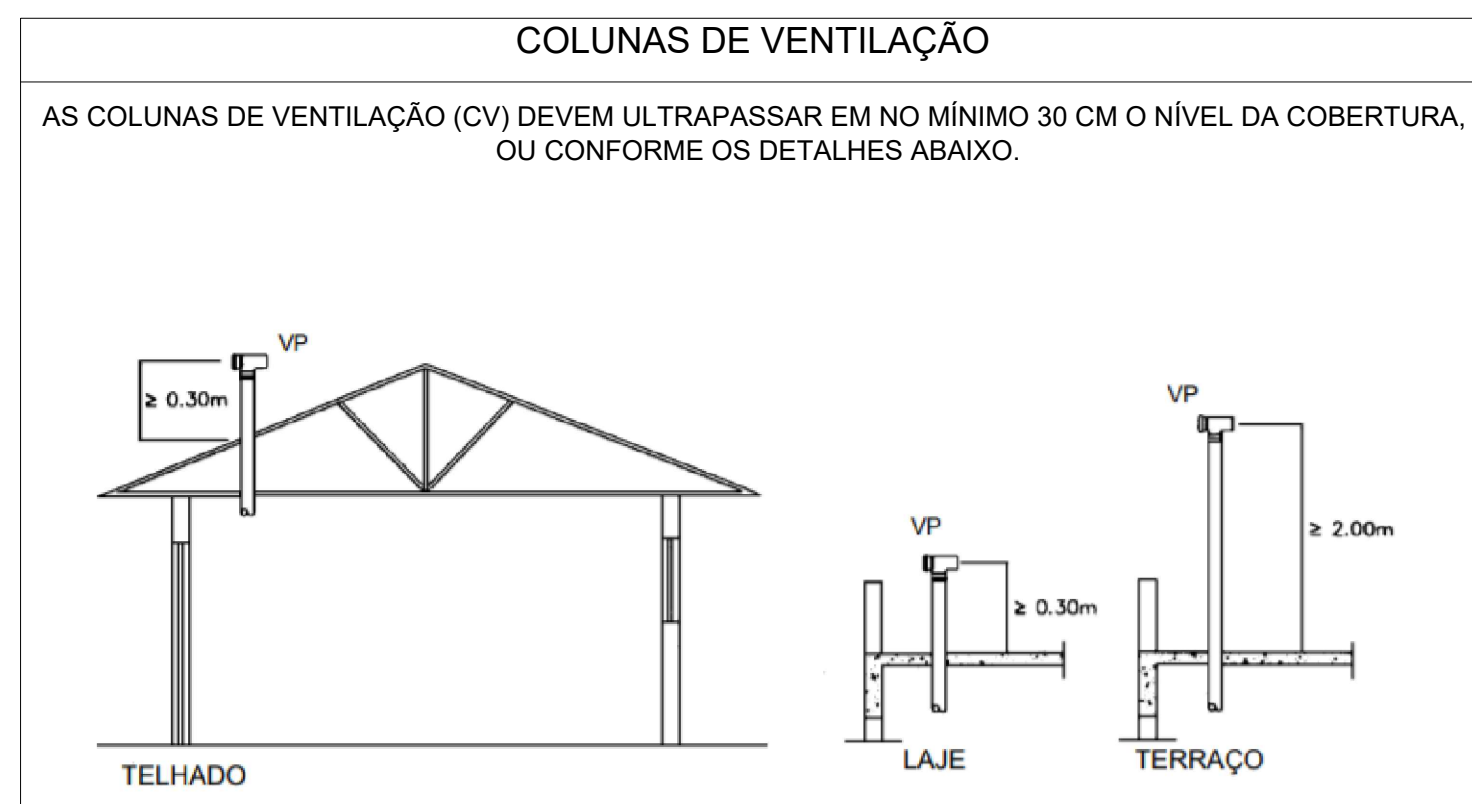 COLUNAS DE VENTILAÇÃO
AS COLUNAS DE VENTILAÇÃO (CV) DEVEM ULTRAPASSAR EM NO MÍNIMO 30 CM O NÍVEL DA COBERTURA,
OU CONFORME OS DETALHES ABAIXO.
VP
≥ 0.30m
TELHADO
VP
≥ 0.30m
LAJE
VP
≥ 2.00m
TERRAÇO